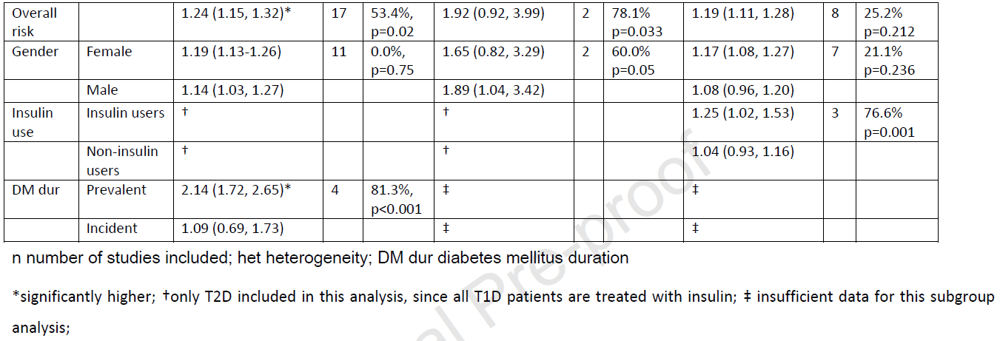 Overall risk 1.24 (1.15, 1.32)* 17 53.4%, p=0.02 1.92 (0.92, 3.99) 2 78.1% p=0.033 1.19 (1.11, 1.28) 8 25.2% p=0.212
Gender Female 1.19 (1.13-1.26) 11 0.0%, p=0.75 1.65 (0.82, 3.29) 2 60.0% p=0.05 1.17 (1.08, 1.27) 7 21.1% p=0.236
Male 1.14 (1.03, 1.27) 1.89 (1.04, 3.42) 1.08 (0.96, 1.20)
Insulin use Insulin users † † 1.25 (1.02, 1.53) 3 76.6% p=0.001
Non-insulin users † † 1.04 (0.93, 1.16)
DM dur Prevalent 2.14 (1.72, 2.65)* 4 81.3%, p<0.001 ‡ ‡
Incident 1.09 (0.69, 1.73) ‡ ‡
n number of studies included; het heterogeneity; DM dur diabetes mellitus duration
*significantly higher; †only T2D included in this analysis, since all T1D patients are treated with insulin; ‡ insufficient data for this subgroup
analysis;
al Pre-proof